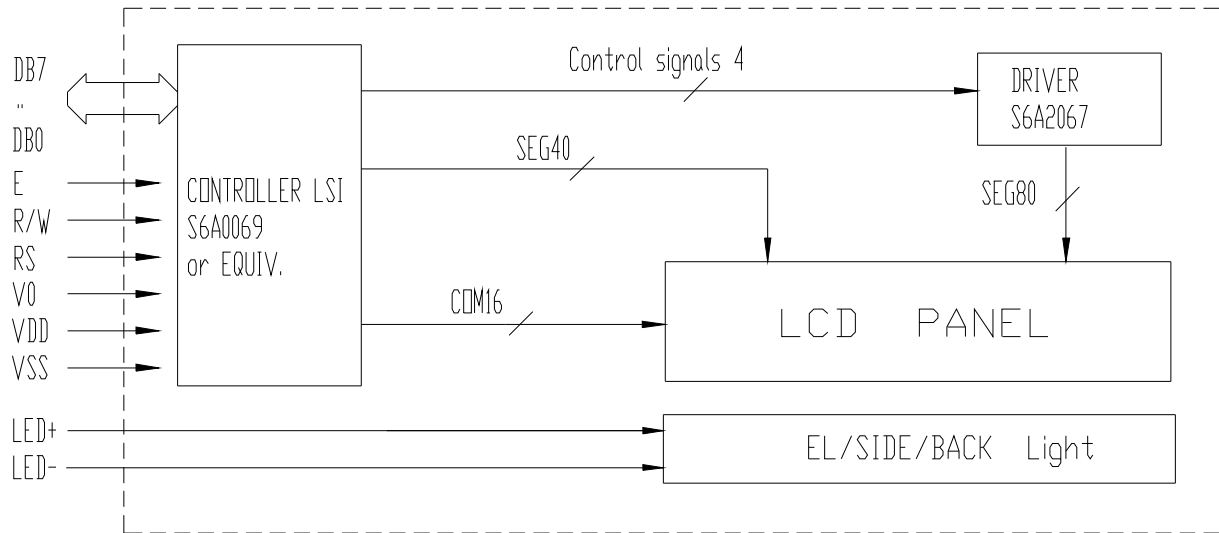 DB7
..
DB0
E
R/W
RS
V0
VDD
VSS
LED+
LED-
CONTROLLER LSI
S6A0069
or EQUIV.
Control signals 4
SEG40
COM16
DRIVER
S6A2067
SEG80
LCD PANEL
EL/SIDE/BACK Light